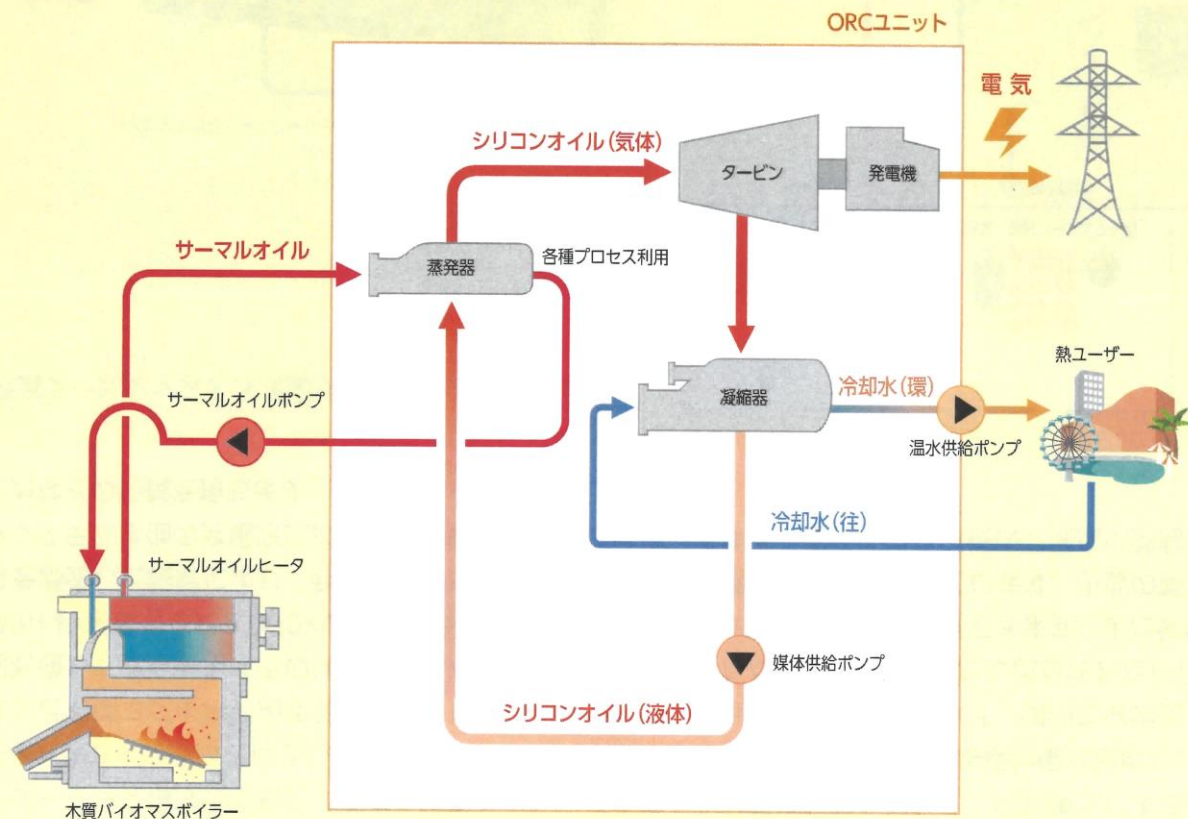 ORCユニット
電気
シリコンオイル(気体)
タービン
発電機
サーマルオイル
蒸発器
各種プロセス利用
熱ユーザー
サーマルオイルポンプ
凝縮器
冷却水(環)
温水供給ポンプ
冷却水(往)
サーマルオイルヒータ
媒体供給ポンプ
シリコンオイル(液体)
木質バイオマスボイラー